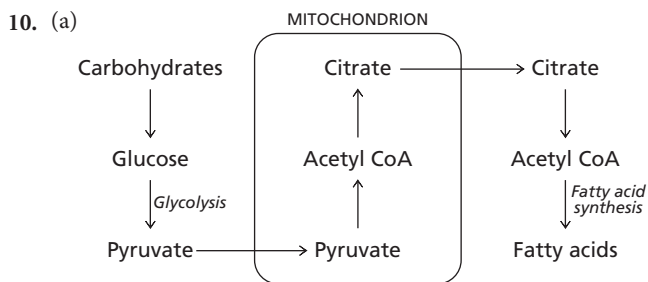 10. (a)
MITOCHONDRION
Carbohydrates Citrate Citrate
Glucose Acetyl CoA Acetyl CoA
Glycolysis Fatty acid
synthesis
Pyruvate Pyruvate Fatty acids